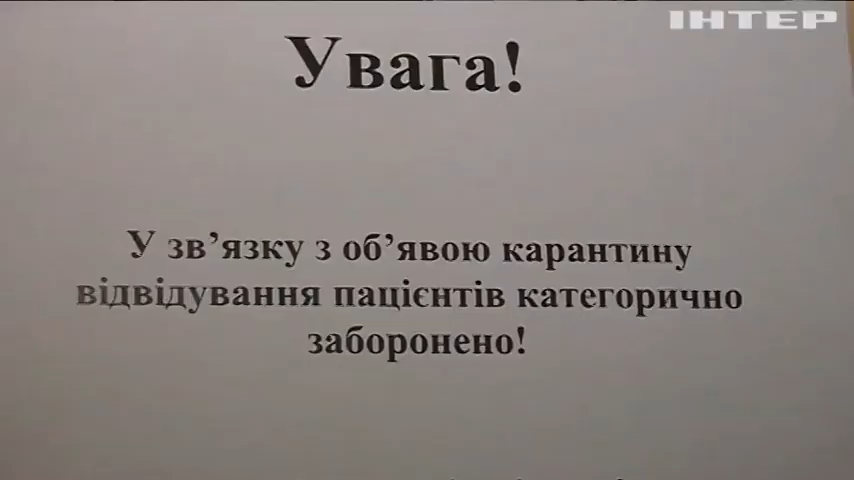 ІНТЕР
Увага!
У зв’язку з об’явою карантину
відвідування пацієнтів категорично
заборонено!